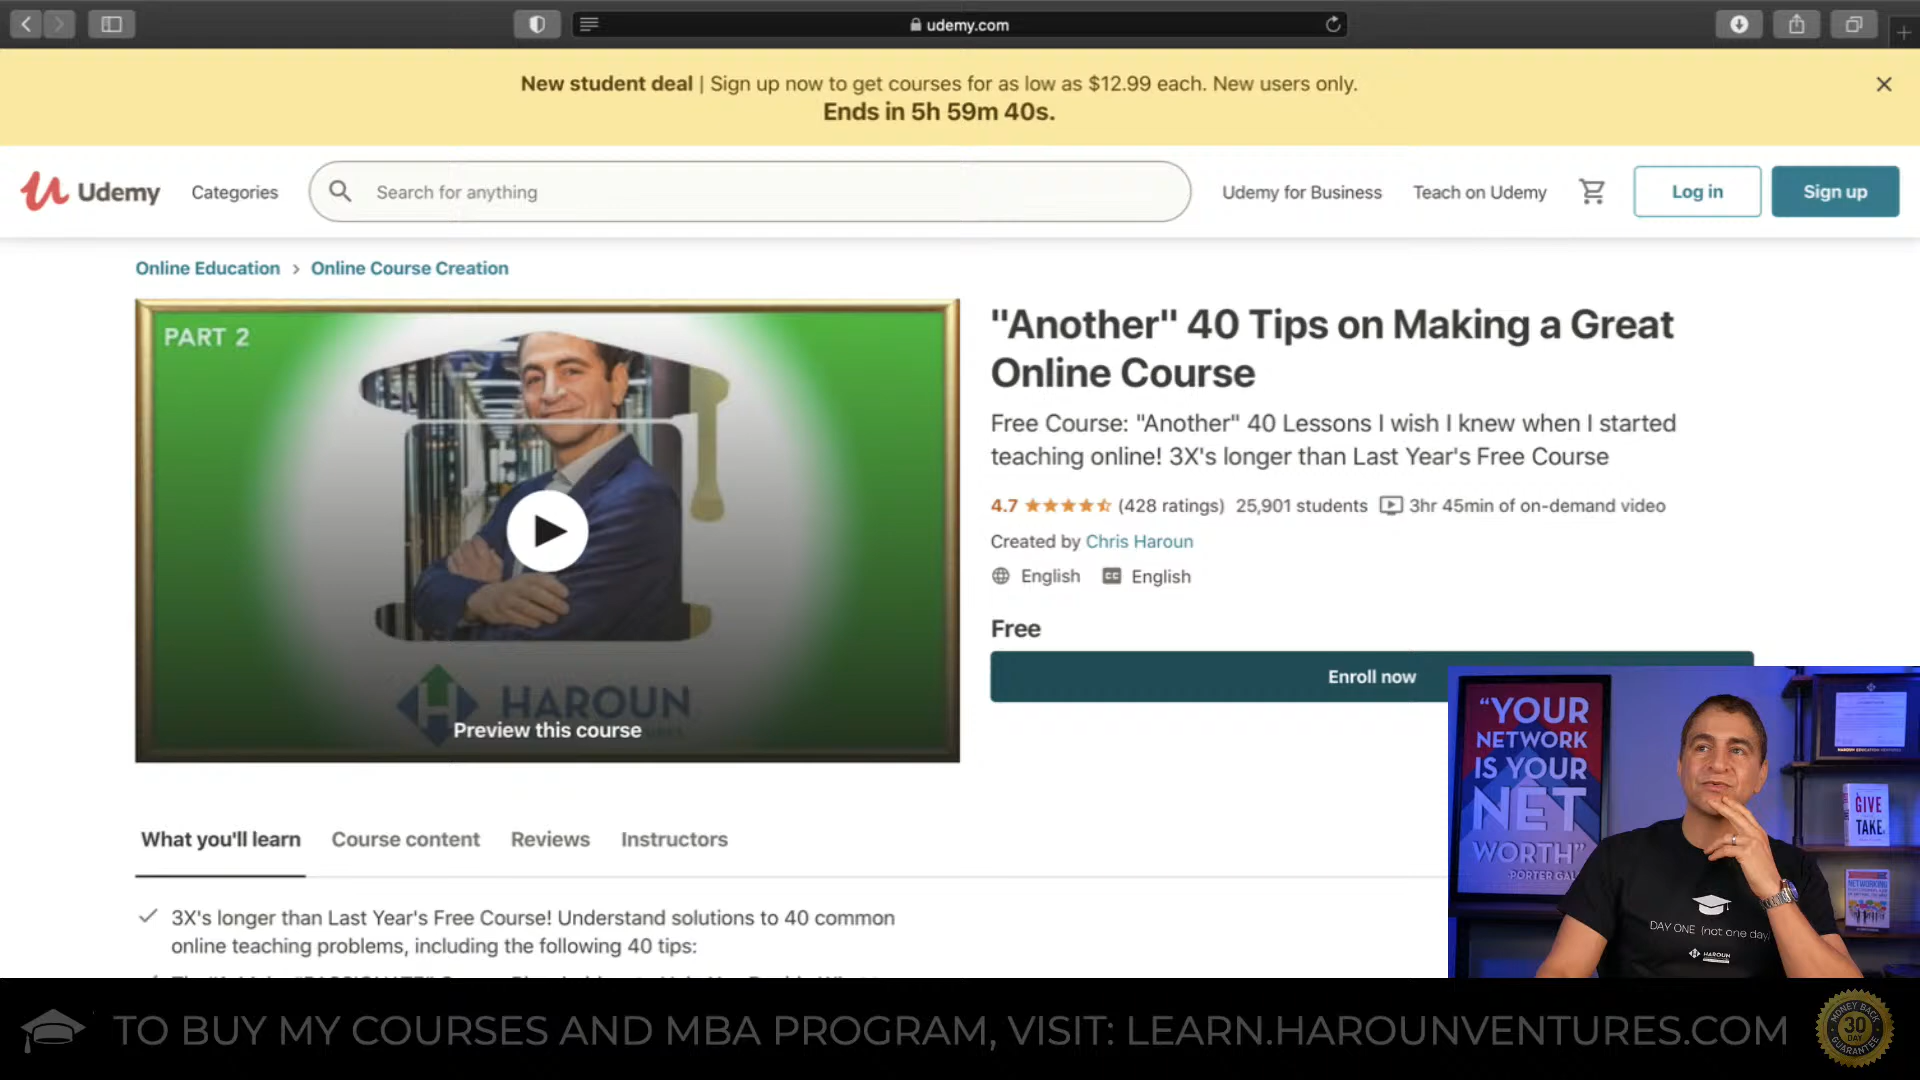 udemy.com
New student deal | Sign up now to get courses for as low as $12.99 each. New users only.
Ends in 5h 59m 40s.
Udemy
Categories
Search for anything
Udemy for Business
Teach on Udemy
Log in
Sign up
Online Education > Online Course Creation
PART 2
HAROUN
Preview this course
"Another" 40 Tips on Making a Great
Online Course
Free Course: "Another" 40 Lessons I wish I knew when I started
teaching online! 3X's longer than Last Year's Free Course
4.7 (428 ratings) 25,901 students 3hr 45min of on-demand video
Created by Chris Haroun
English CC English
Free
Enroll now
What you'll learn
Course content
Reviews
Instructors
3X's longer than Last Year's Free Course! Understand solutions to 40 common
online teaching problems, including the following 40 tips:
"YOUR
NETWORK
IS YOUR
NET
WORTH"
GIVE
TAKE
NETWORKING
DAY ONE (not one day
HAROUN
TO BUY MY COURSES AND MBA PROGRAM, VISIT: LEARN.HAROUNVENTURES.COM
MONEY BACK
30
DAY
GUARANTEE